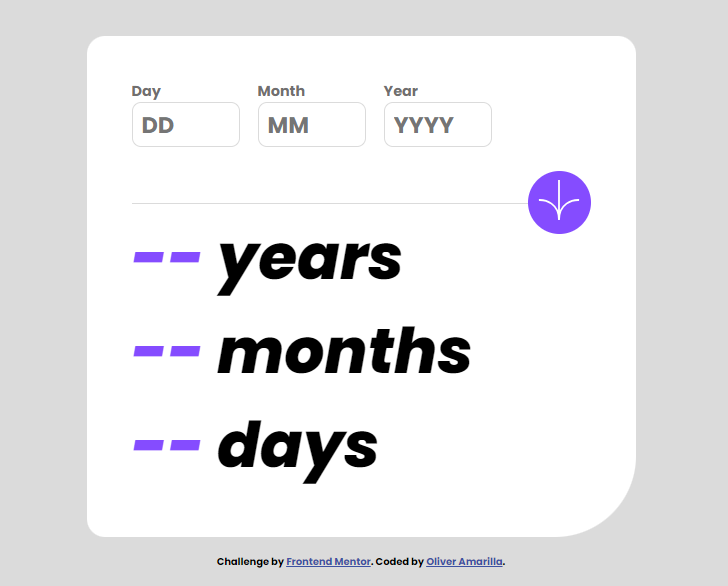 Day Month Year
DD MM YYYY
-- years
-- months
-- days
Challenge by Frontend Mentor. Coded by Oliver Amarilla.